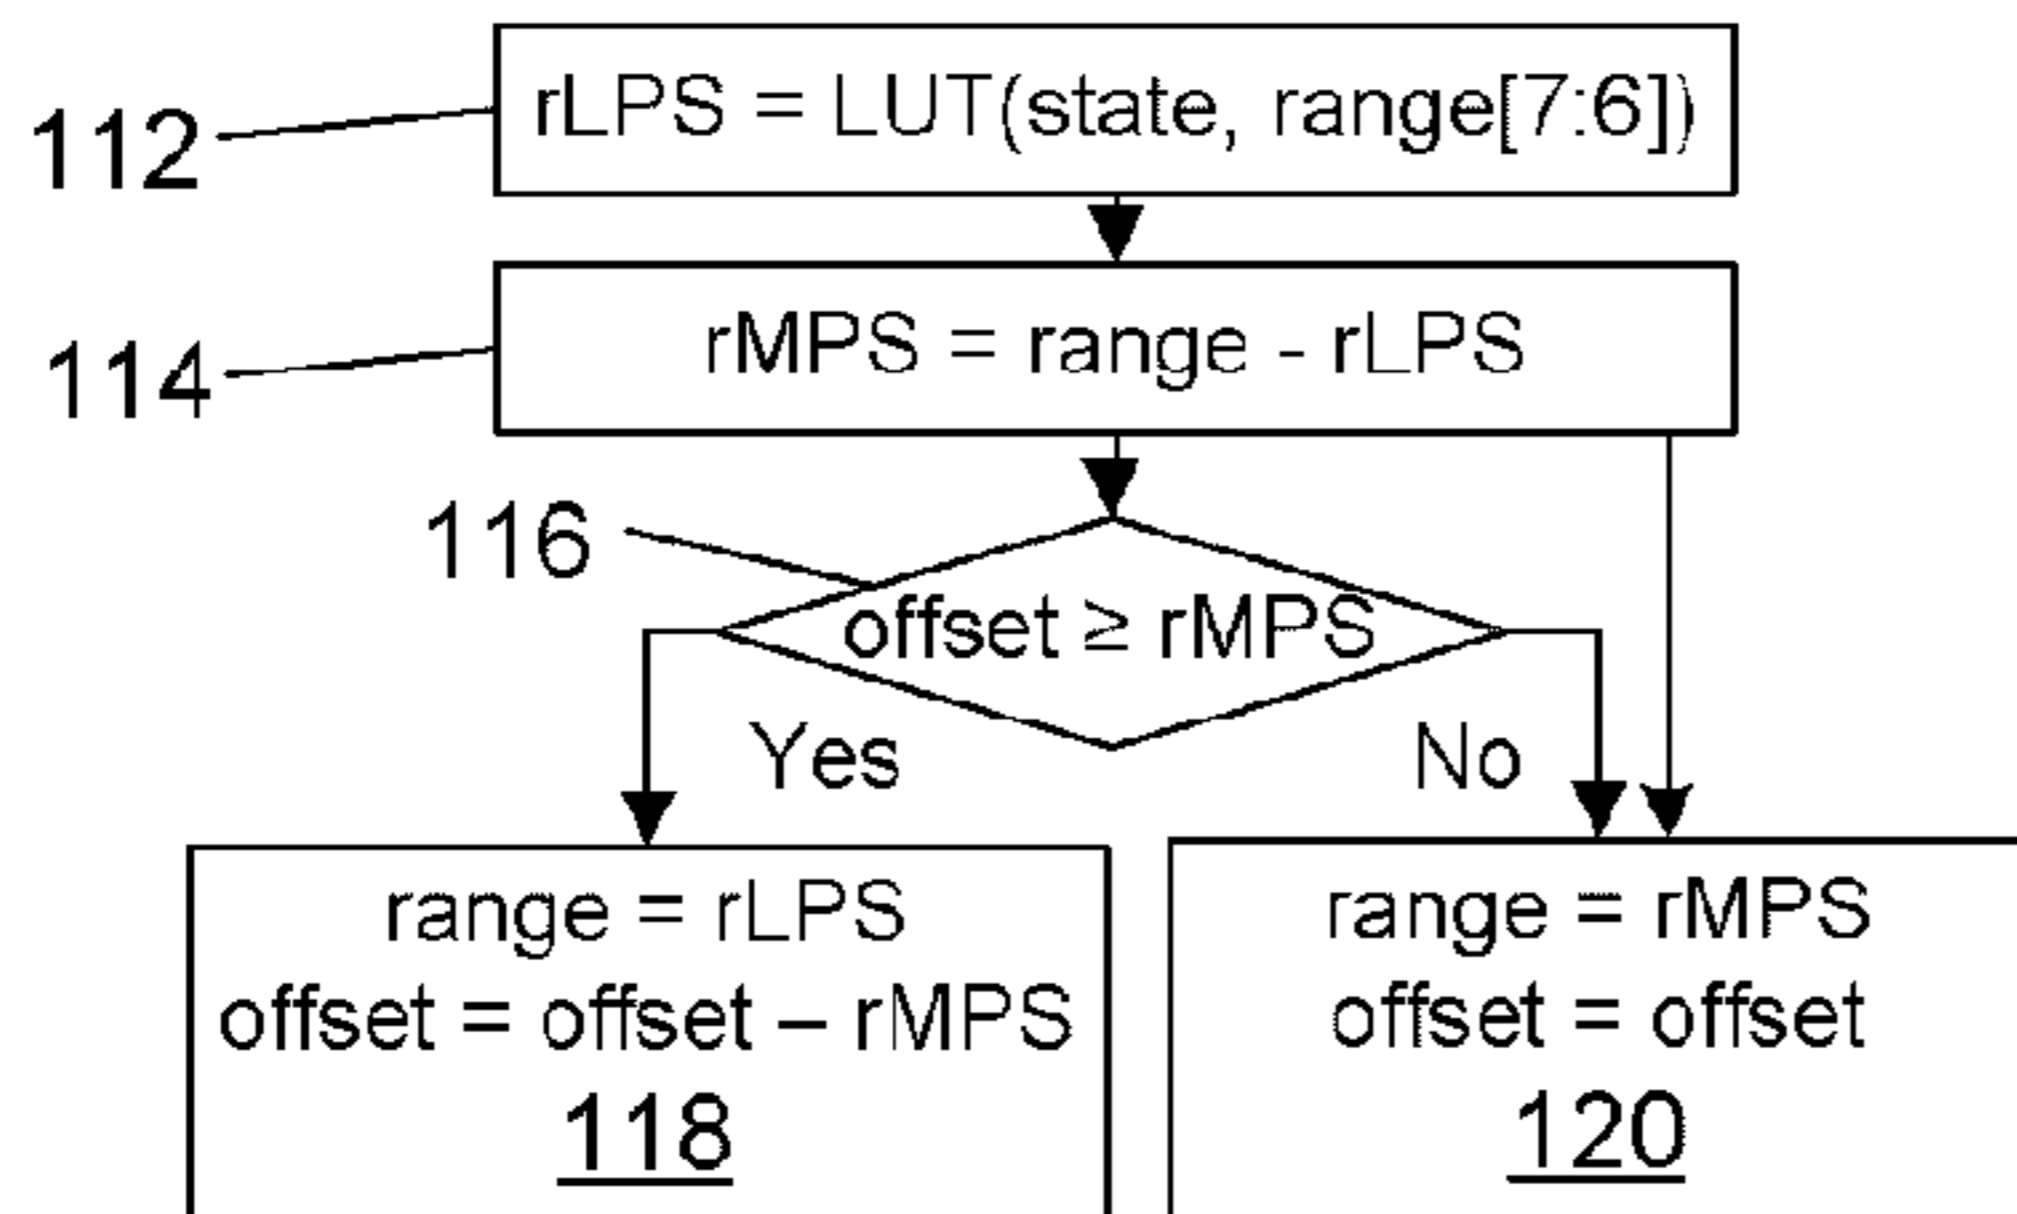 112
rLPS = LUT(state, range[7:6])
114
rMPS = range - rLPS
116
offset ≥ rMPS
Yes
No
range = rLPS
offset = offset – rMPS
118
range = rMPS
offset = offset
120